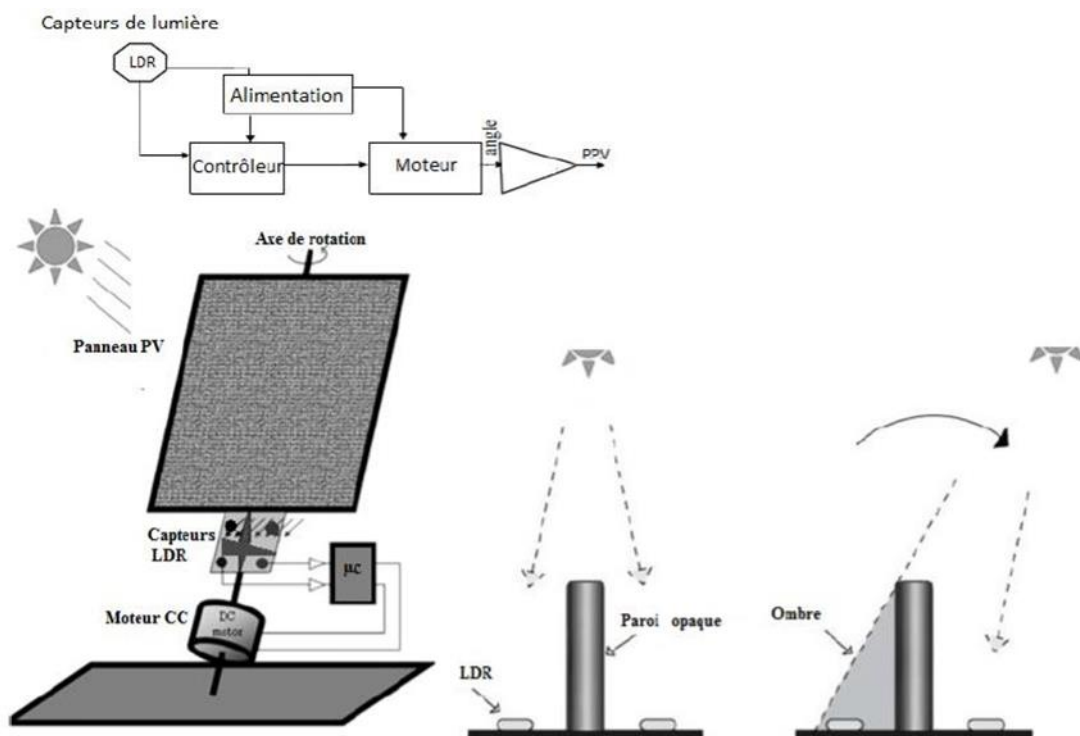 Capteurs de lumière
LDR
Alimentation
Contrôleur
Moteur
angle
PPV
Axe de rotation
Panneau PV
Capteurs
LDR
µc
Moteur CC
DC
motor
Paroi opaque
LDR
Ombre